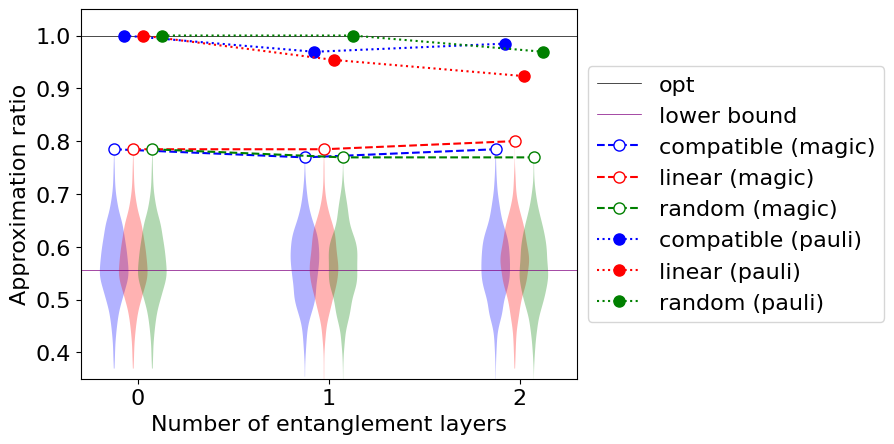 1.0
0.9
0.8
0.7
0.6
0.5
0.4
Approximation ratio
0 1 2
Number of entanglement layers
opt
lower bound
compatible (magic)
linear (magic)
random (magic)
compatible (pauli)
linear (pauli)
random (pauli)